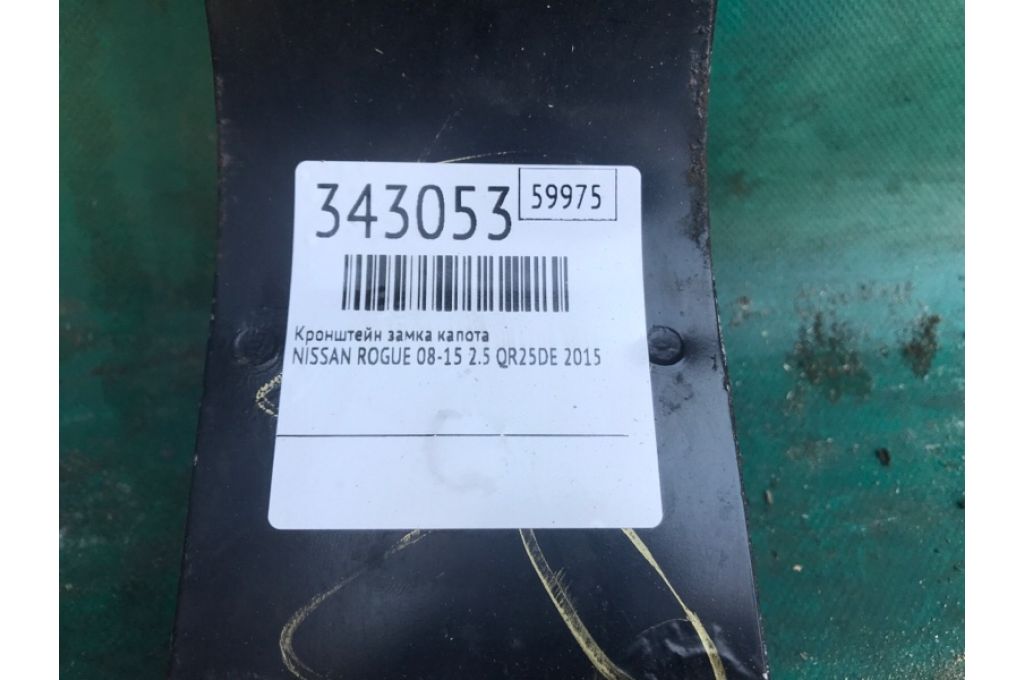 343053
59975
Кронштейн замка капота
NISSAN ROGUE 08-15 2.5 QR25DE 2015